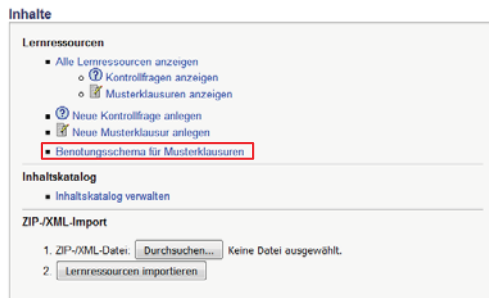 Inhalte
Lernressourcen
Alle Lernressourcen anzeigen
Kontrollfragen anzeigen
Musterklausuren anzeigen
Neue Kontrollfrage anlegen
Neue Musterklausur anlegen
Benotungsschema für Musterklausuren
Inhaltskatalog
Inhaltskatalog verwalten
ZIP-/XML-Import
1. ZIP-/XML-Datei: Durchsuchen... Keine Datei ausgewählt.
2. Lernressourcen importieren